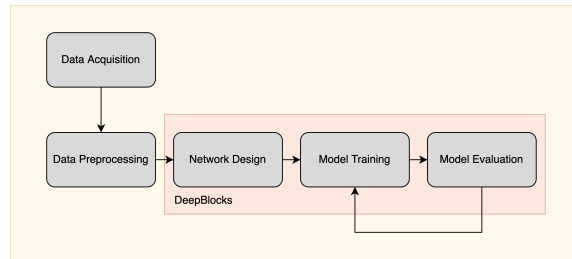 Data Acquisition
Data Preprocessing
Network Design
Model Training
Model Evaluation
DeepBlocks